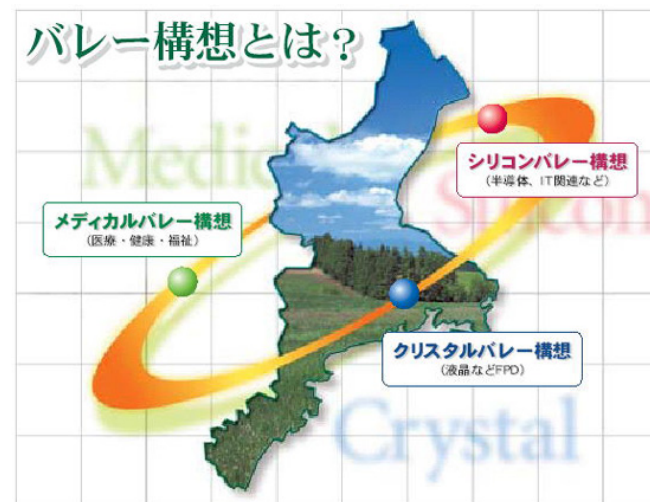 バレー構想とは？
Medical
シリコンバレー構想
(半導体、IT関連など)
Silicon
メディカルバレー構想
(医療・健康・福祉)
クリスタルバレー構想
(液晶などFPD)
Crystal